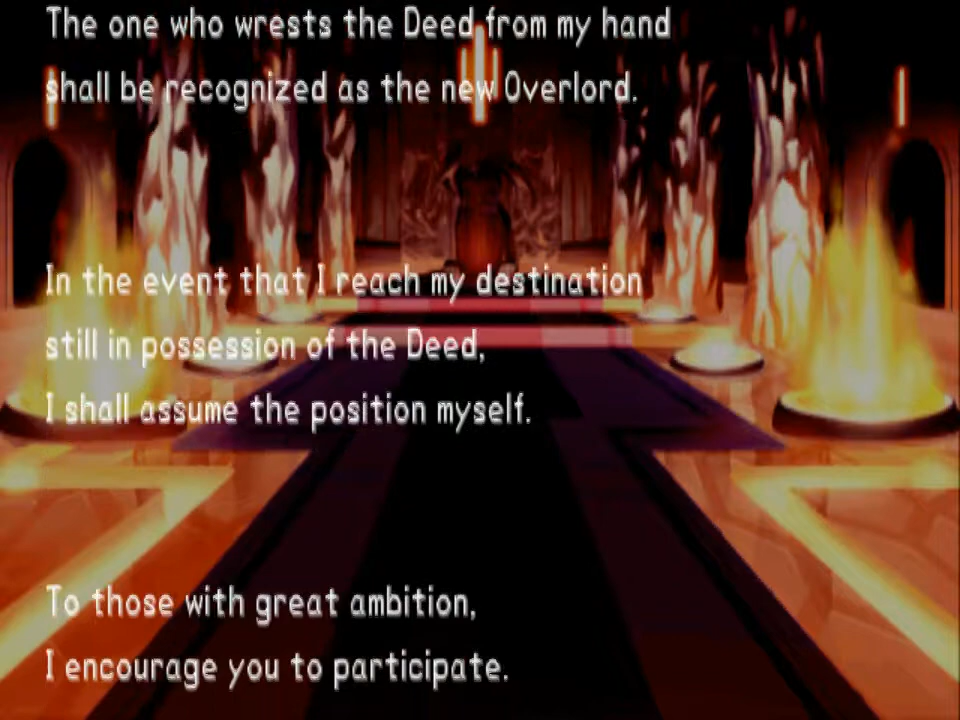 The one who wrests the Deed from my hand
shall be recognized as the new Overlord.
In the event that I reach my destination
still in possession of the Deed,
I shall assume the position myself.
To those with great ambition,
I encourage you to participate.